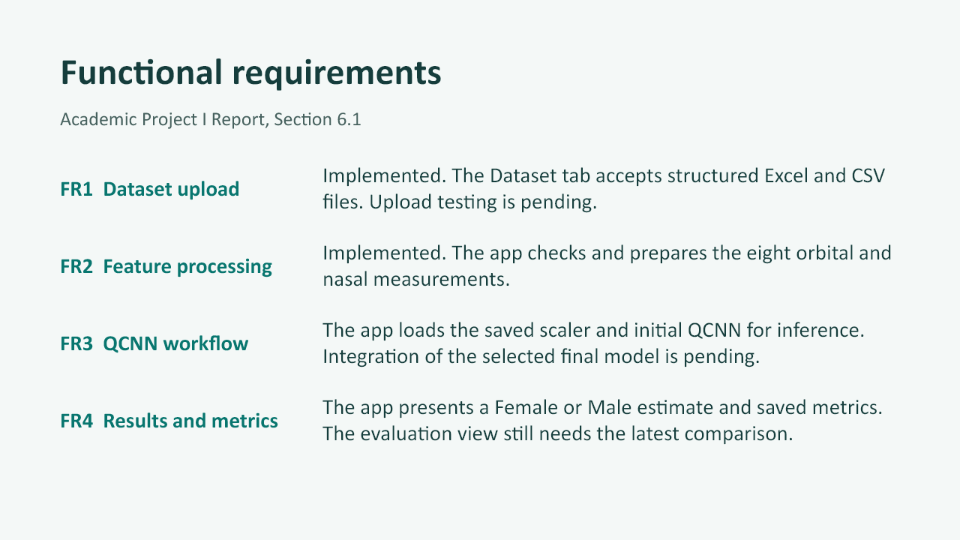 Functional requirements
Academic Project I Report, Section 6.1
FR1 Dataset upload
Implemented. The Dataset tab accepts structured Excel and CSV
files. Upload testing is pending.
FR2 Feature processing
Implemented. The app checks and prepares the eight orbital and
nasal measurements.
FR3 QCNN workflow
The app loads the saved scaler and initial QCNN for inference.
Integration of the selected final model is pending.
FR4 Results and metrics
The app presents a Female or Male estimate and saved metrics.
The evaluation view still needs the latest comparison.